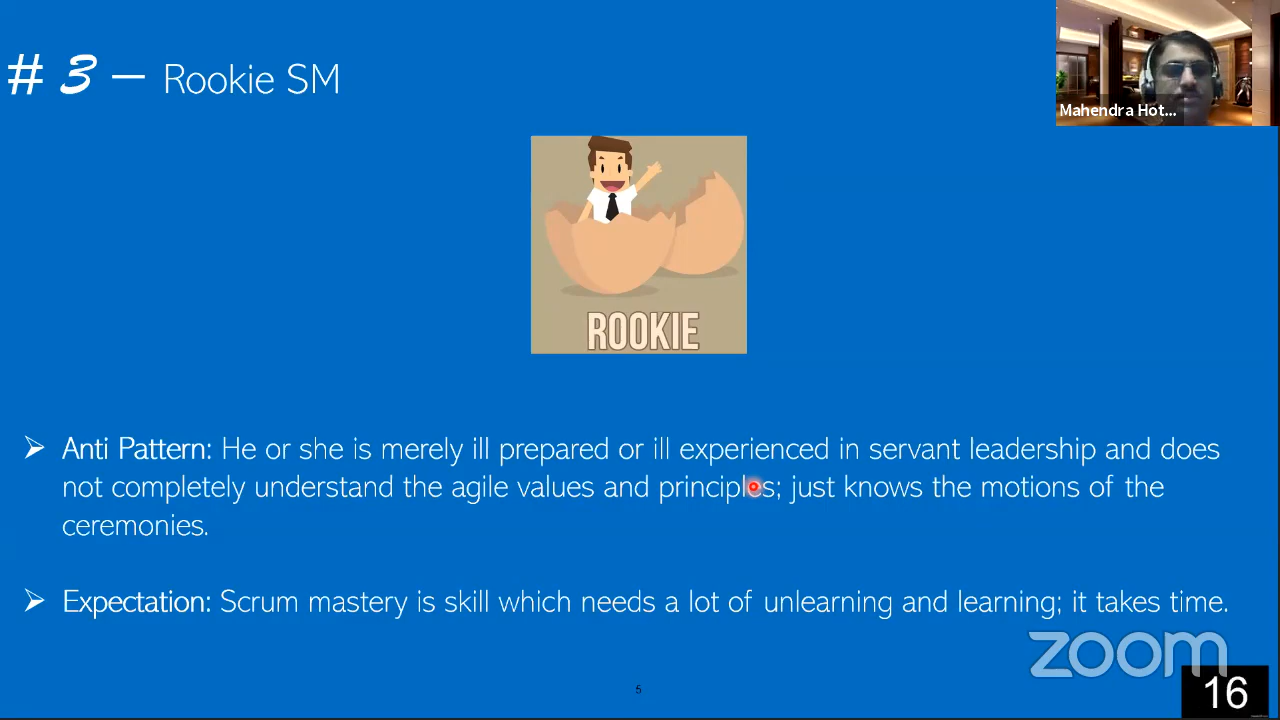 # 3 – Rookie SM
Mahendra Hot...
ROOKIE
➢ Anti Pattern: He or she is merely ill prepared or ill experienced in servant leadership and does
not completely understand the agile values and principles; just knows the motions of the
ceremonies.
➢ Expectation: Scrum mastery is skill which needs a lot of unlearning and learning; it takes time.
zoom
5
16